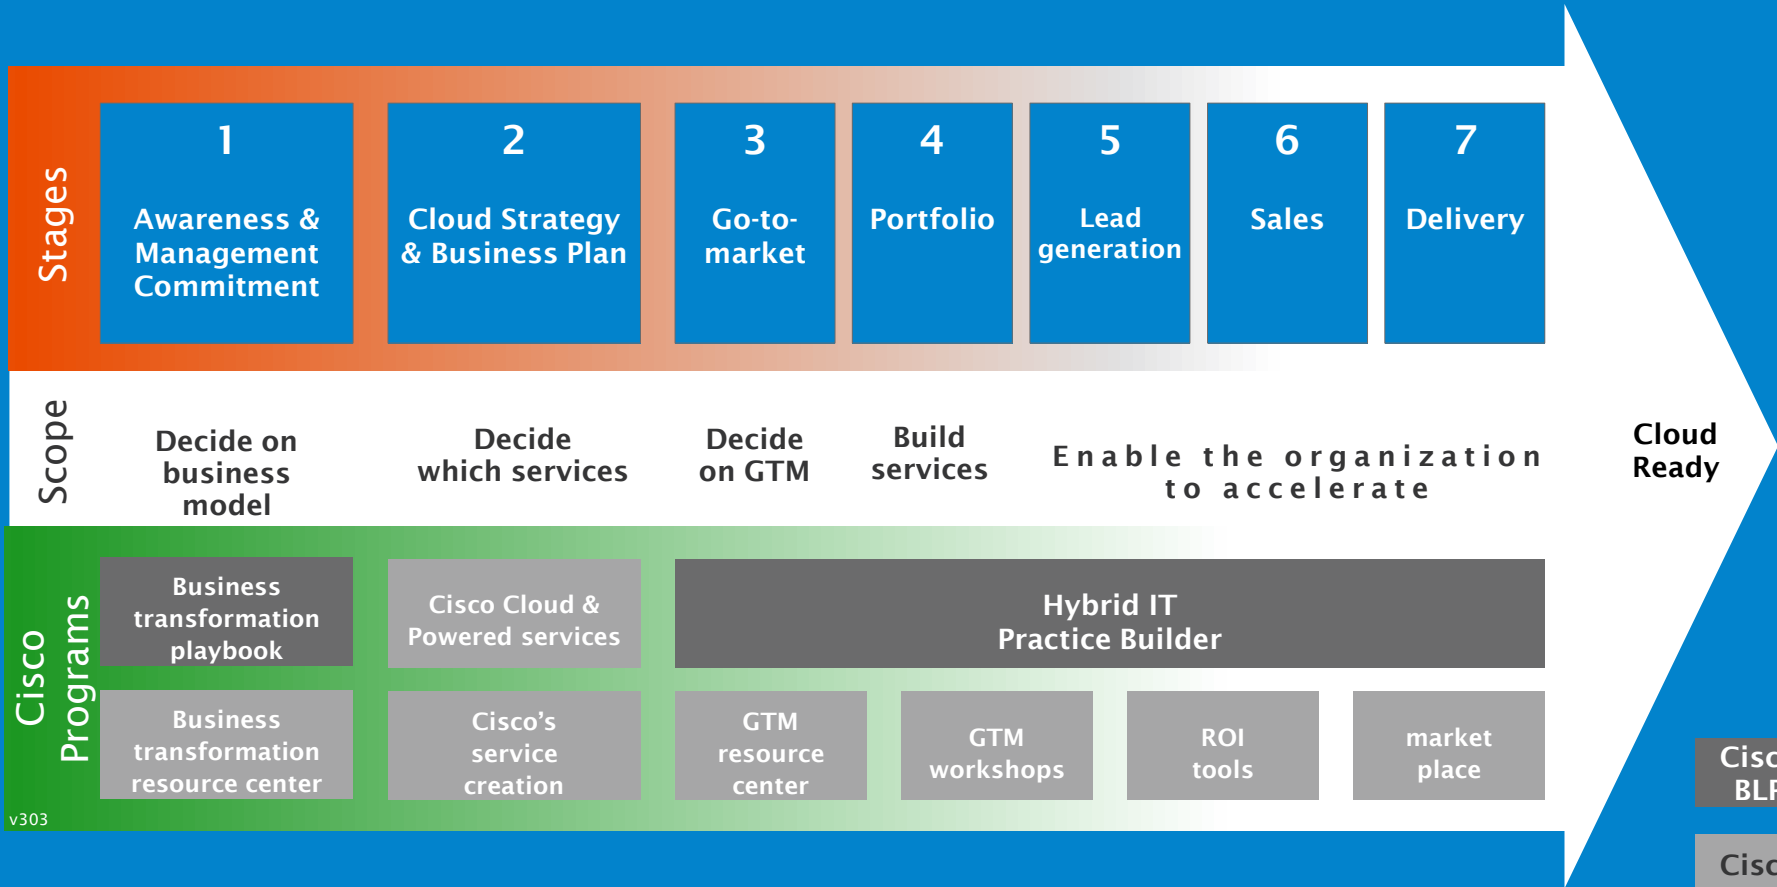 Stages
1
Awareness &
Management
Commitment
2
Cloud Strategy
& Business Plan
3
Go-to-
market
4
Portfolio
5
Lead
generation
6
Sales
7
Delivery
Scope
Decide on
business
model
Decide
which services
Decide
on GTM
Build
services
Enable the organization
to accelerate
Cloud
Ready
Cisco
Programs
Business
transformation
playbook
Cisco Cloud &
Powered services
Hybrid IT
Practice Builder
Business
transformation
resource center
Cisco’s
service
creation
GTM
resource
center
GTM
workshops
ROI
tools
market
place
v303